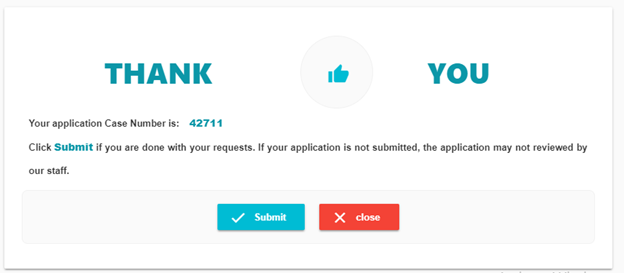 THANK YOU
Your application Case Number is: 42711
Click Submit if you are done with your requests. If your application is not submitted, the application may not reviewed by
our staff.
Submit close